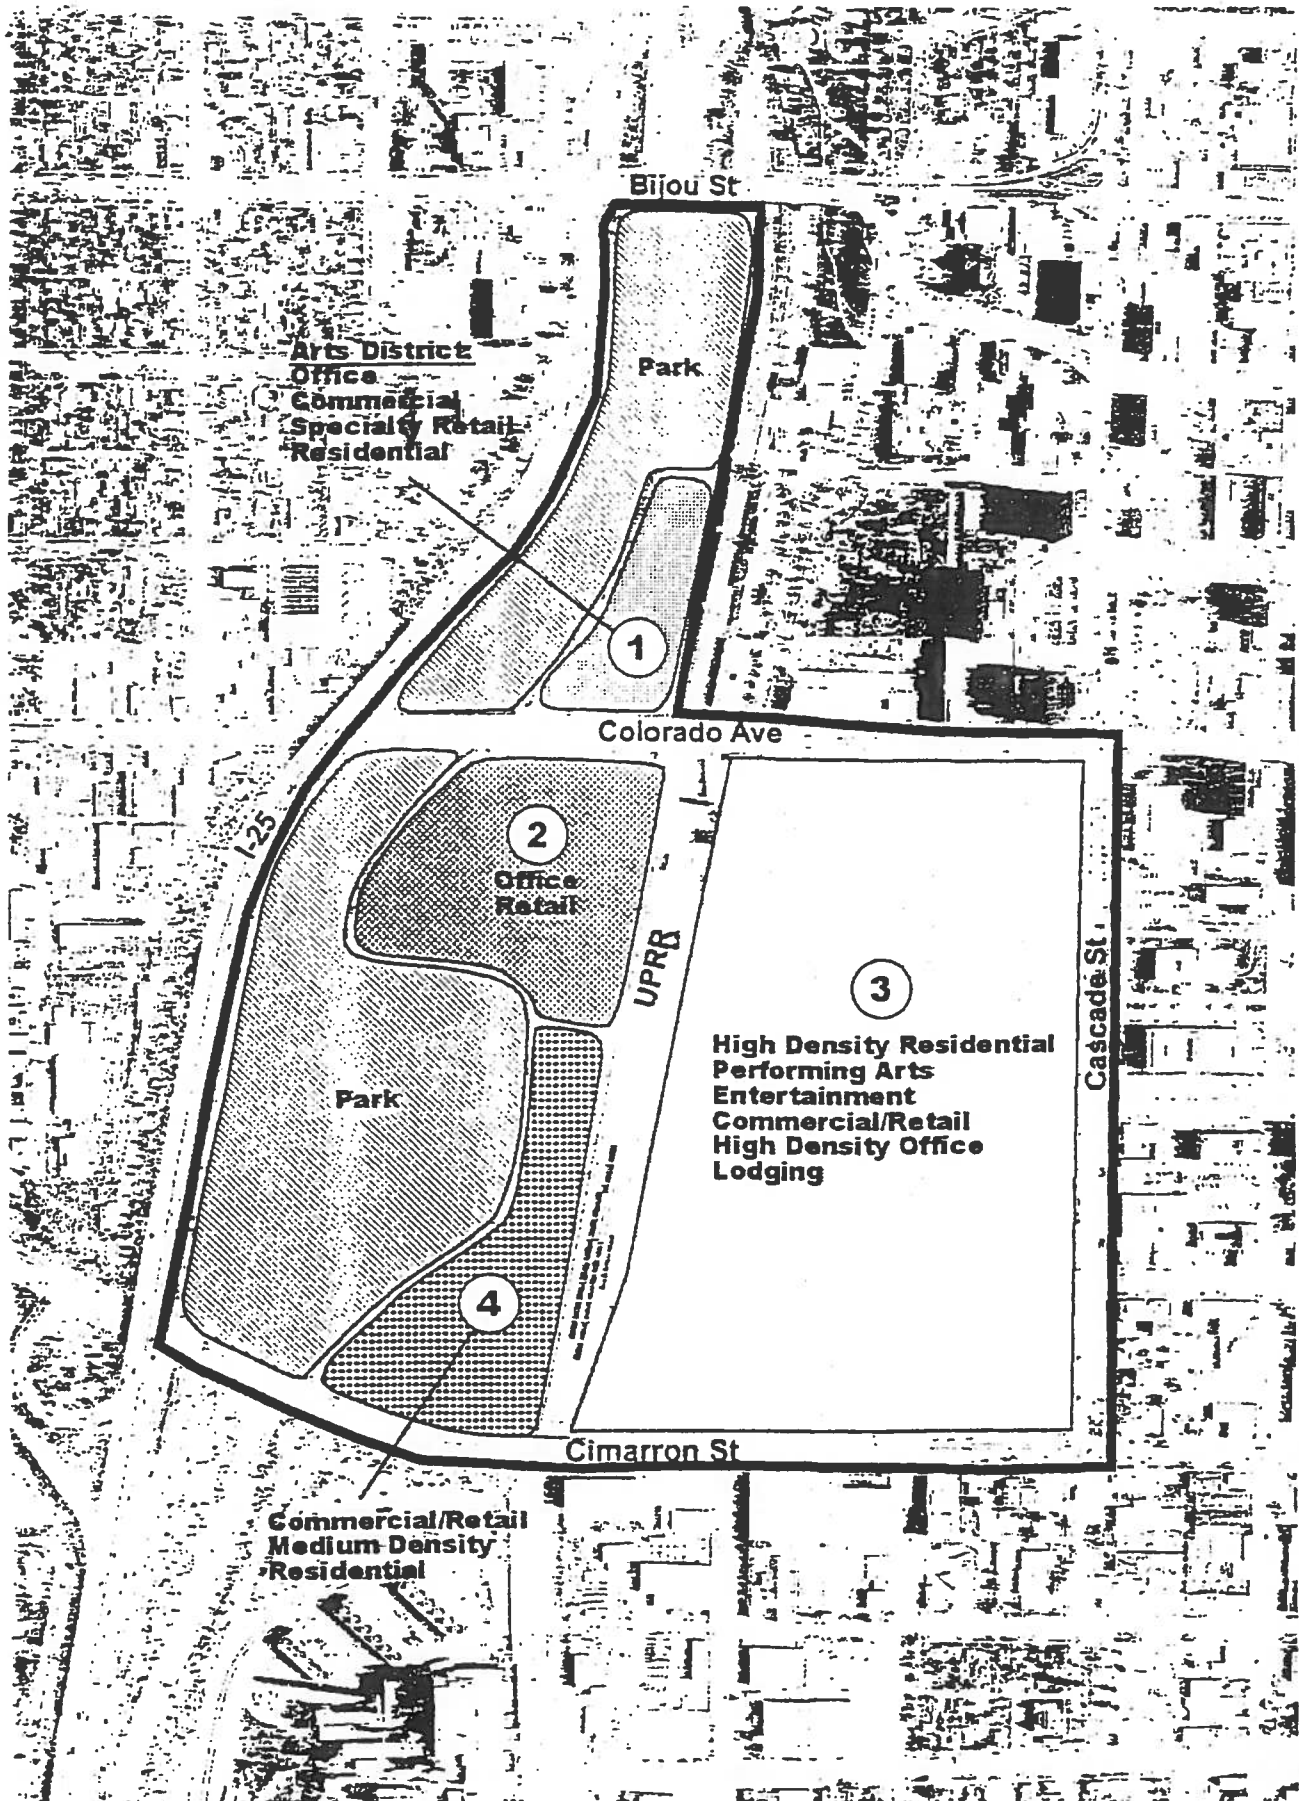 Bijou St
Park
Arts District:
Office
Commercial
Specialty Retail
Residential
1
Colorado Ave
I-25
2
Office
Retail
UPRR
Cascade St
3
High Density Residential
Performing Arts
Entertainment
Commercial/Retail
High Density Office
Lodging
Park
4
Cimarron St
Commercial/Retail
Medium Density
Residential